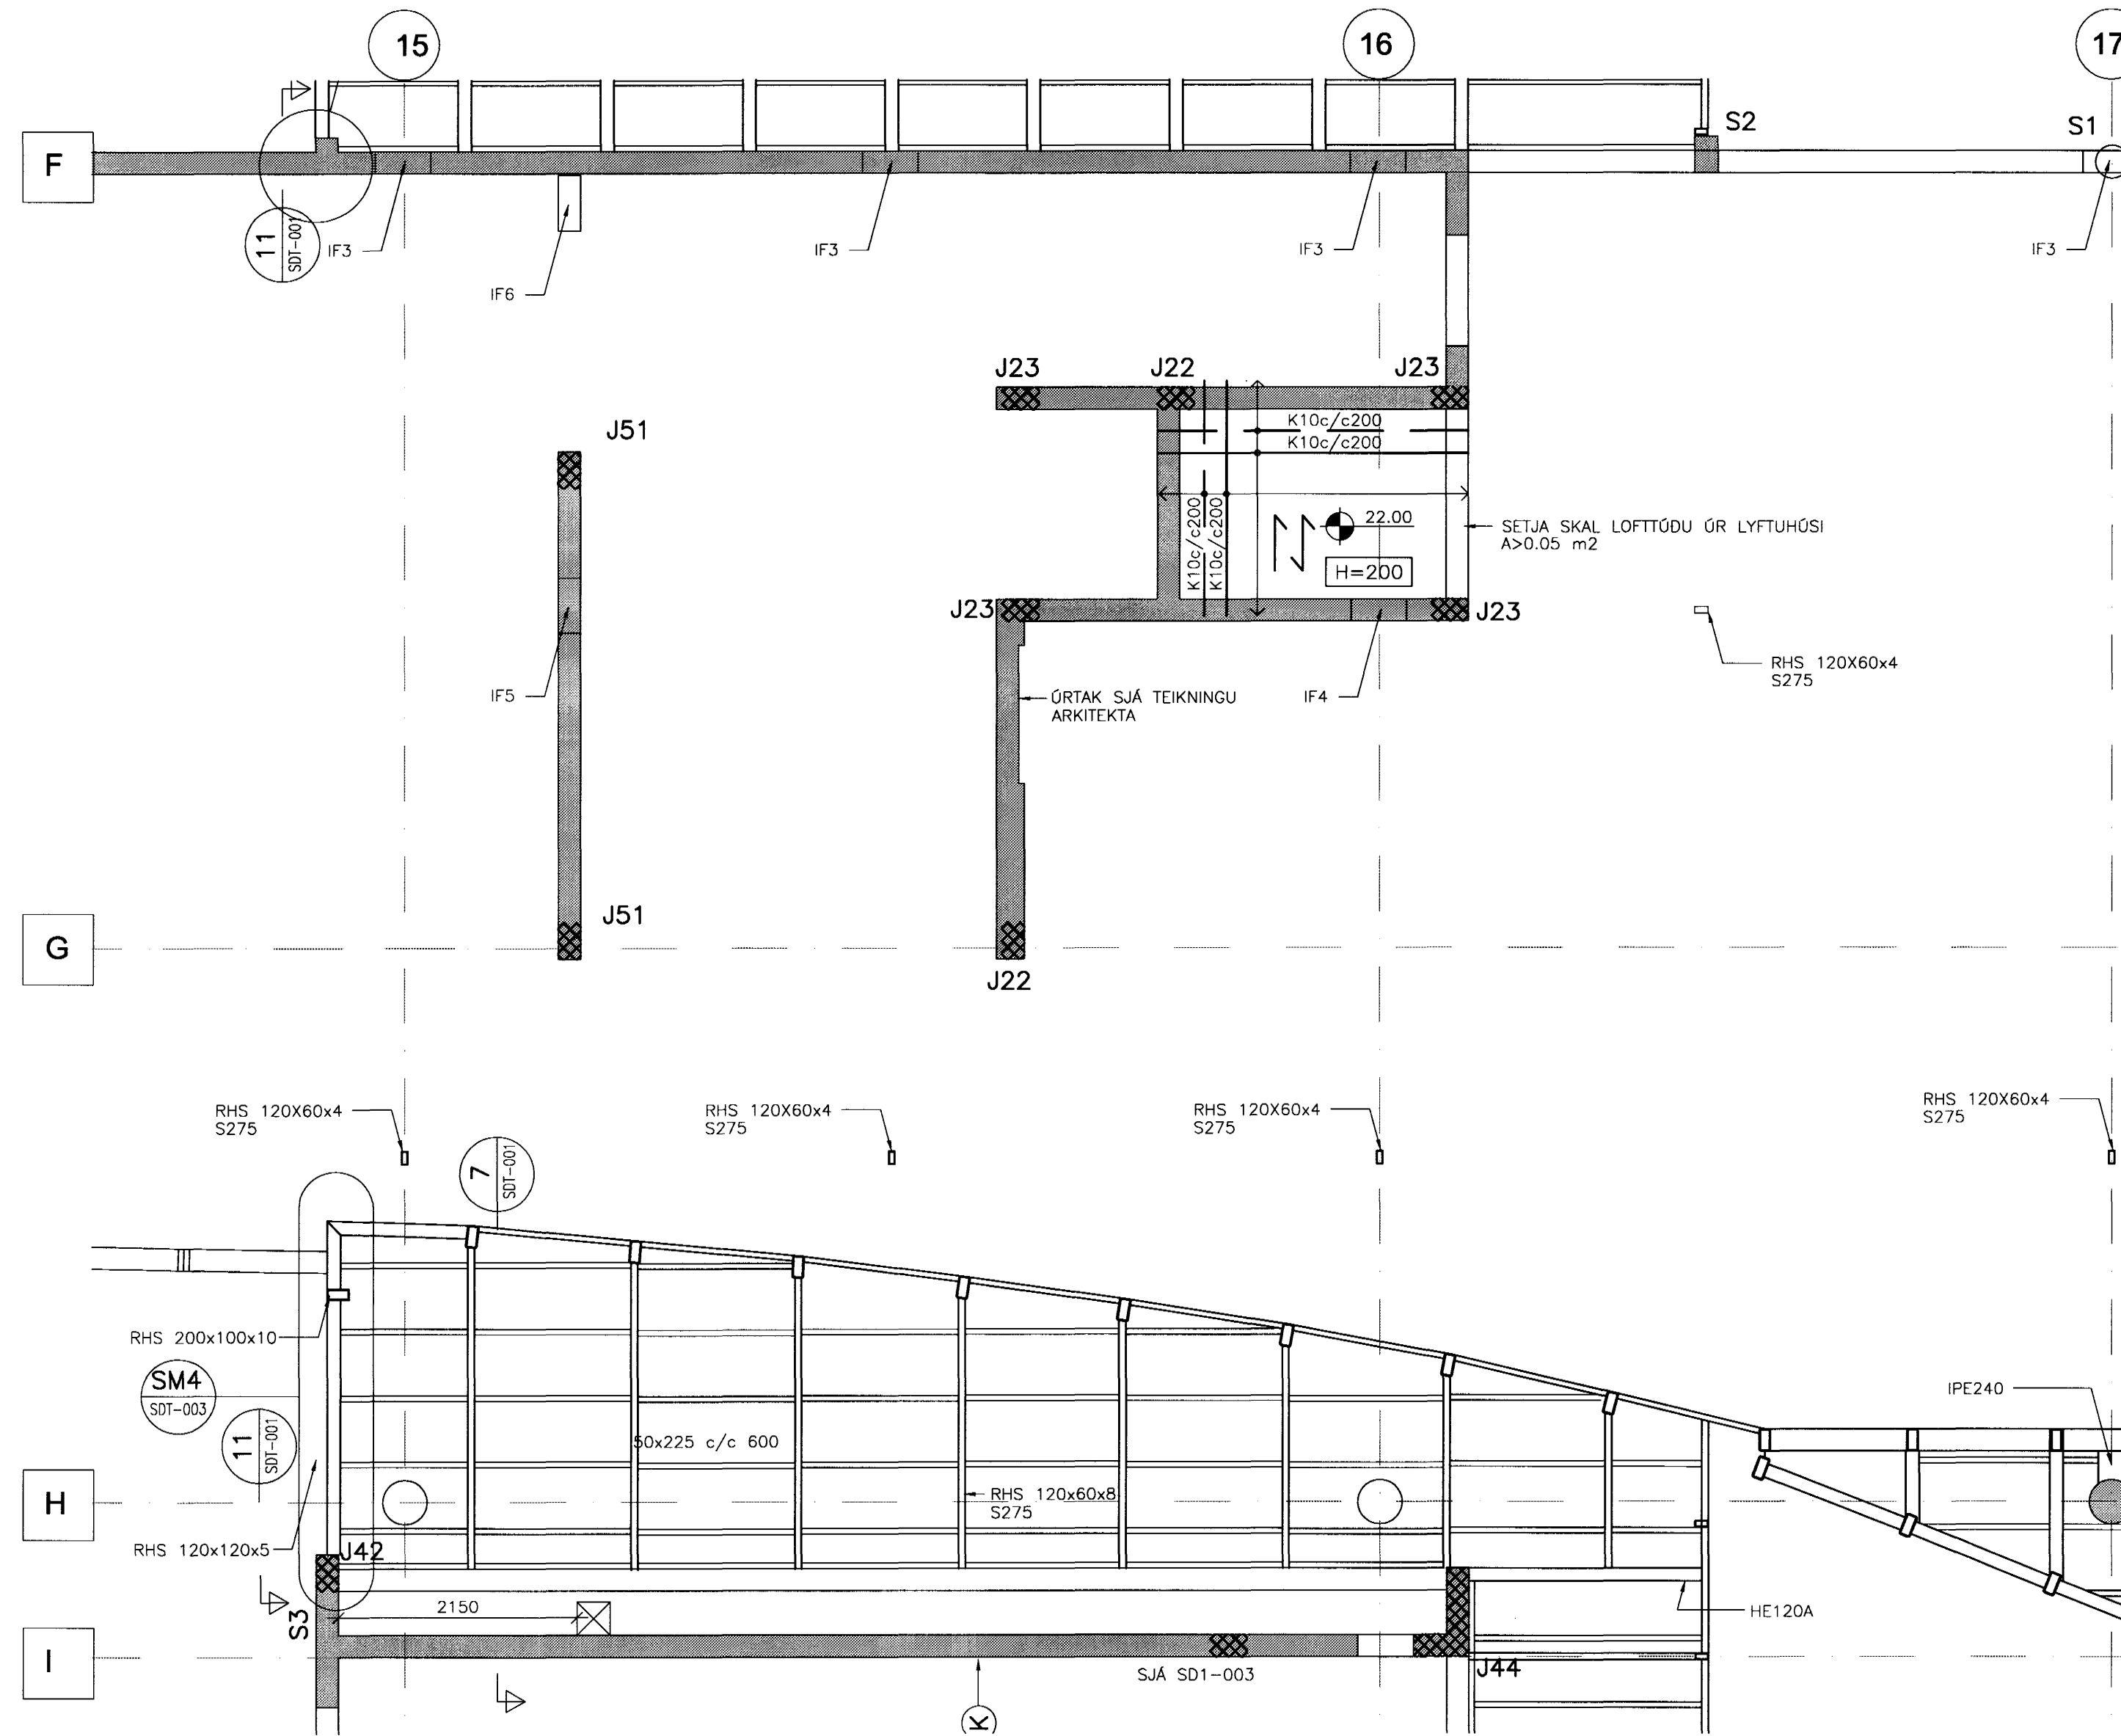 15
16
17
S2
S1
F
11
SDT-001
IF3
IF3
IF3
IF3
IF6
J23
J22
J23
J51
K10c/c200
K10c/c200
K10c/c200
K10c/c200
22.00
H=200
SETJA SKAL LOFTTÚDU ÚR LYFTUHÚSI
A>0.05 m2
J23
J23
RHS 120X60x4
S275
IF5
ÚRTAK SJÁ TEIKNINGU
ARKITEKTA
IF4
J51
G
J22
RHS 120X60x4
S275
RHS 120X60x4
S275
RHS 120X60x4
S275
RHS 120X60x4
S275
7
SDT-001
RHS 200x100x10
SM4
SDT-003
11
SDT-001
50x225 c/c 600
IPE240
H
RHS 120x60x8
S275
RHS 120x120x5
J42
2150
S3
HE120A
I
SJÁ SD1-003
J44
K